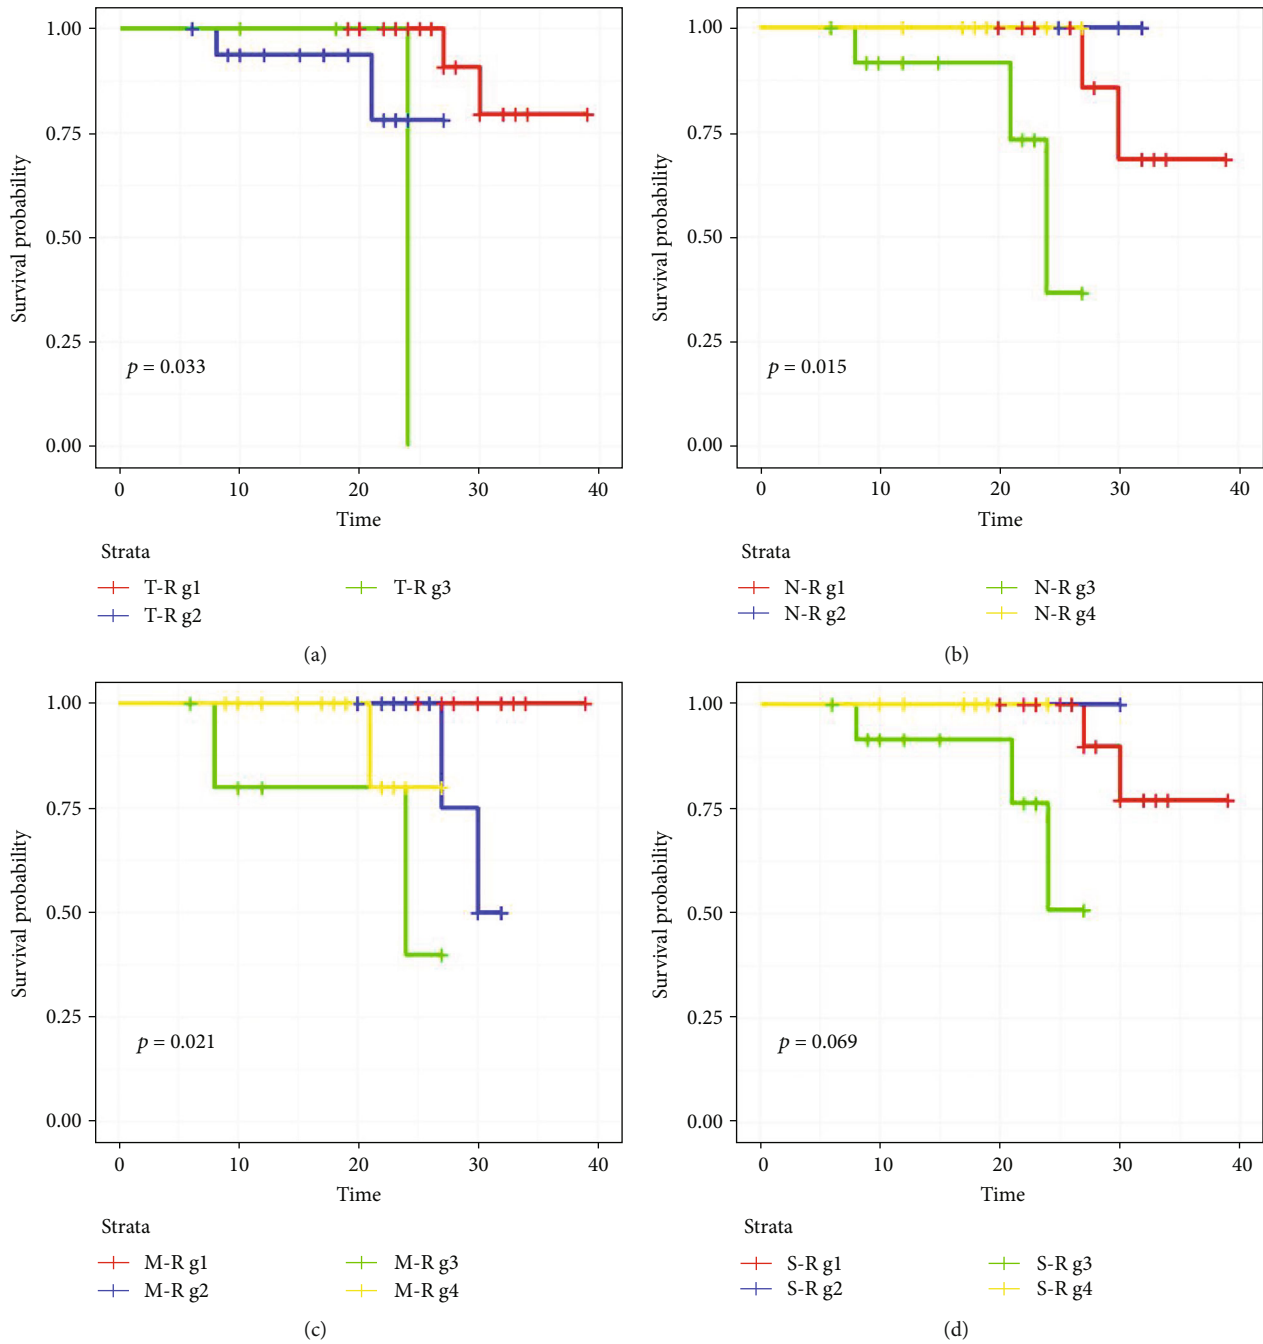 1.00
0.75
0.50
0.25
0.00
Survival probability
p = 0.033
0 10 20 30 40
Time
Strata
T-R g1
T-R g2
T-R g3
(a)
1.00
0.75
0.50
0.25
0.00
Survival probability
p = 0.015
0 10 20 30 40
Time
Strata
N-R g1
N-R g2
N-R g3
N-R g4
(b)
1.00
0.75
0.50
0.25
0.00
Survival probability
p = 0.021
0 10 20 30 40
Time
Strata
M-R g1
M-R g2
M-R g3
M-R g4
(c)
1.00
0.75
0.50
0.25
0.00
Survival probability
p = 0.069
0 10 20 30 40
Time
Strata
S-R g1
S-R g2
S-R g3
S-R g4
(d)